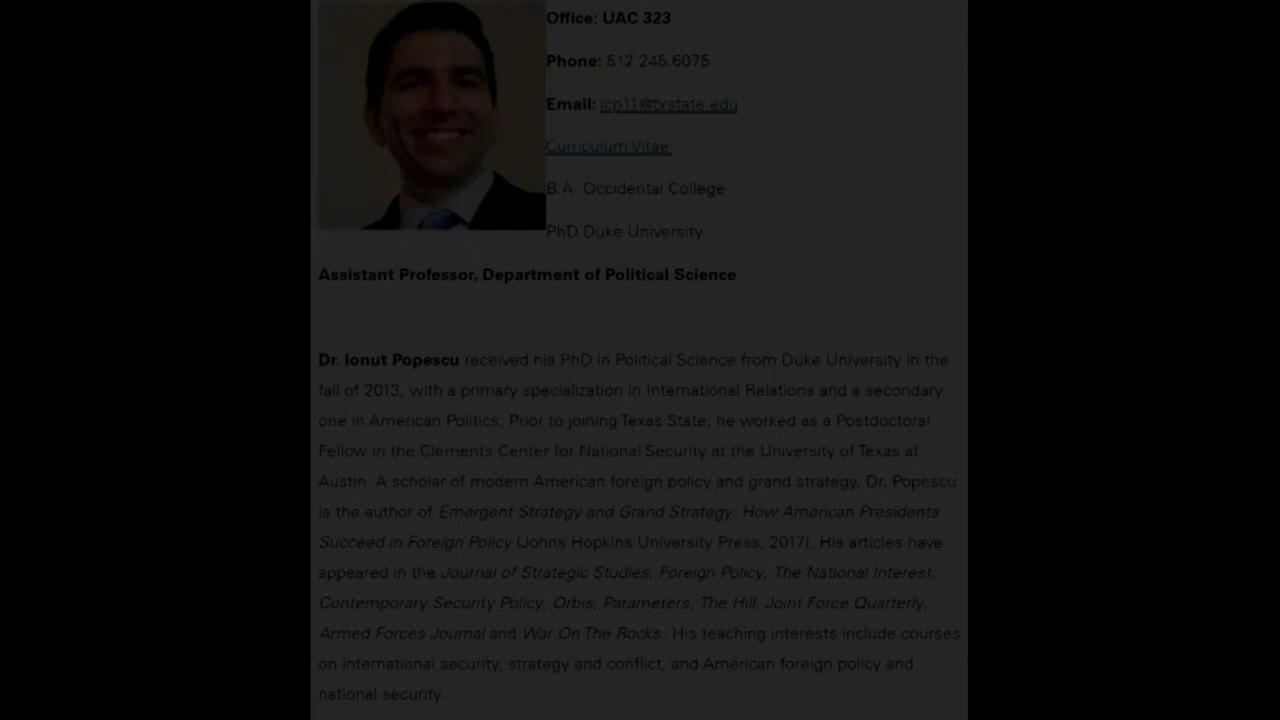 Office: UAC 323
Phone: 512.245.6075
Email: icp11@txstate.edu
Curriculum Vitae
B.A. Occidental College
PhD Duke University
Assistant Professor, Department of Political Science
Dr. Ionut Popescu received his PhD in Political Science from Duke University in the
fall of 2013, with a primary specialization in International Relations and a secondary
one in American Politics. Prior to joining Texas State, he worked as a Postdoctoral
Fellow in the Clements Center for National Security at the University of Texas at
Austin. A scholar of modern American foreign policy and grand strategy, Dr. Popescu
is the author of Emergent Strategy and Grand Strategy: How American Presidents
Succeed in Foreign Policy (Johns Hopkins University Press, 2017). His articles have
appeared in the Journal of Strategic Studies, Foreign Policy, The National Interest,
Contemporary Security Policy, Orbis, Parameters, The Hill, Joint Force Quarterly,
Armed Forces Journal and War On The Rocks. His teaching interests include courses
on international security, strategy and conflict, and American foreign policy and
national security.